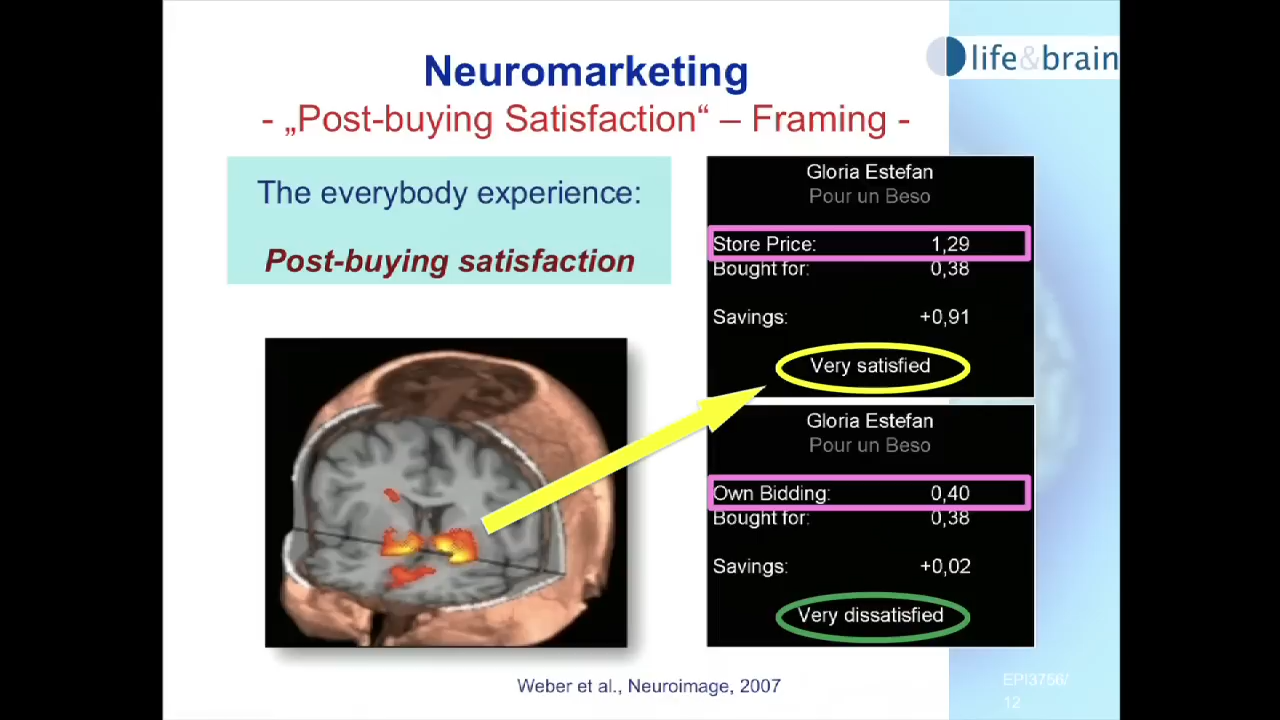 life&brain
Neuromarketing
- „Post-buying Satisfaction“ – Framing -
The everybody experience:
Post-buying satisfaction
Gloria Estefan
Pour un Beso
Store Price: 1,29
Bought for: 0,38
Savings: +0,91
Very satisfied
Gloria Estefan
Pour un Beso
Own Bidding: 0,40
Bought for: 0,38
Savings: +0,02
Very dissatisfied
Weber et al., Neuroimage, 2007
EPI3756/
12